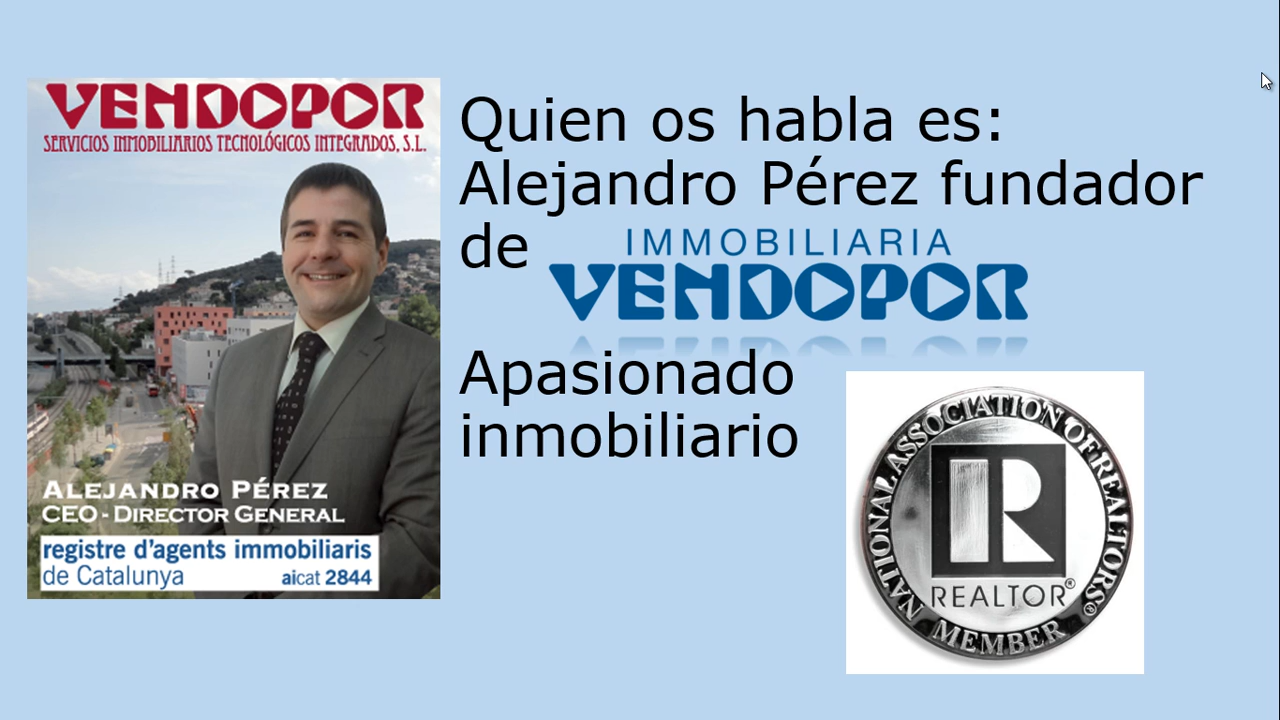 VENDOPOR
SERVICIOS INMOBILIARIOS TECNOLÓGICOS INTEGRADOS, S.L.
ALEJANDRO PÉREZ
CEO - DIRECTOR GENERAL
registre d'agents immobiliaris
de Catalunya aicat 2844
Quien os habla es:
Alejandro Pérez fundador
de
IMMOBILIARIA
VENDOPOR
Apasionado
inmobiliario
NATIONAL ASSOCIATION OF REALTORS®
R
REALTOR®
MEMBER